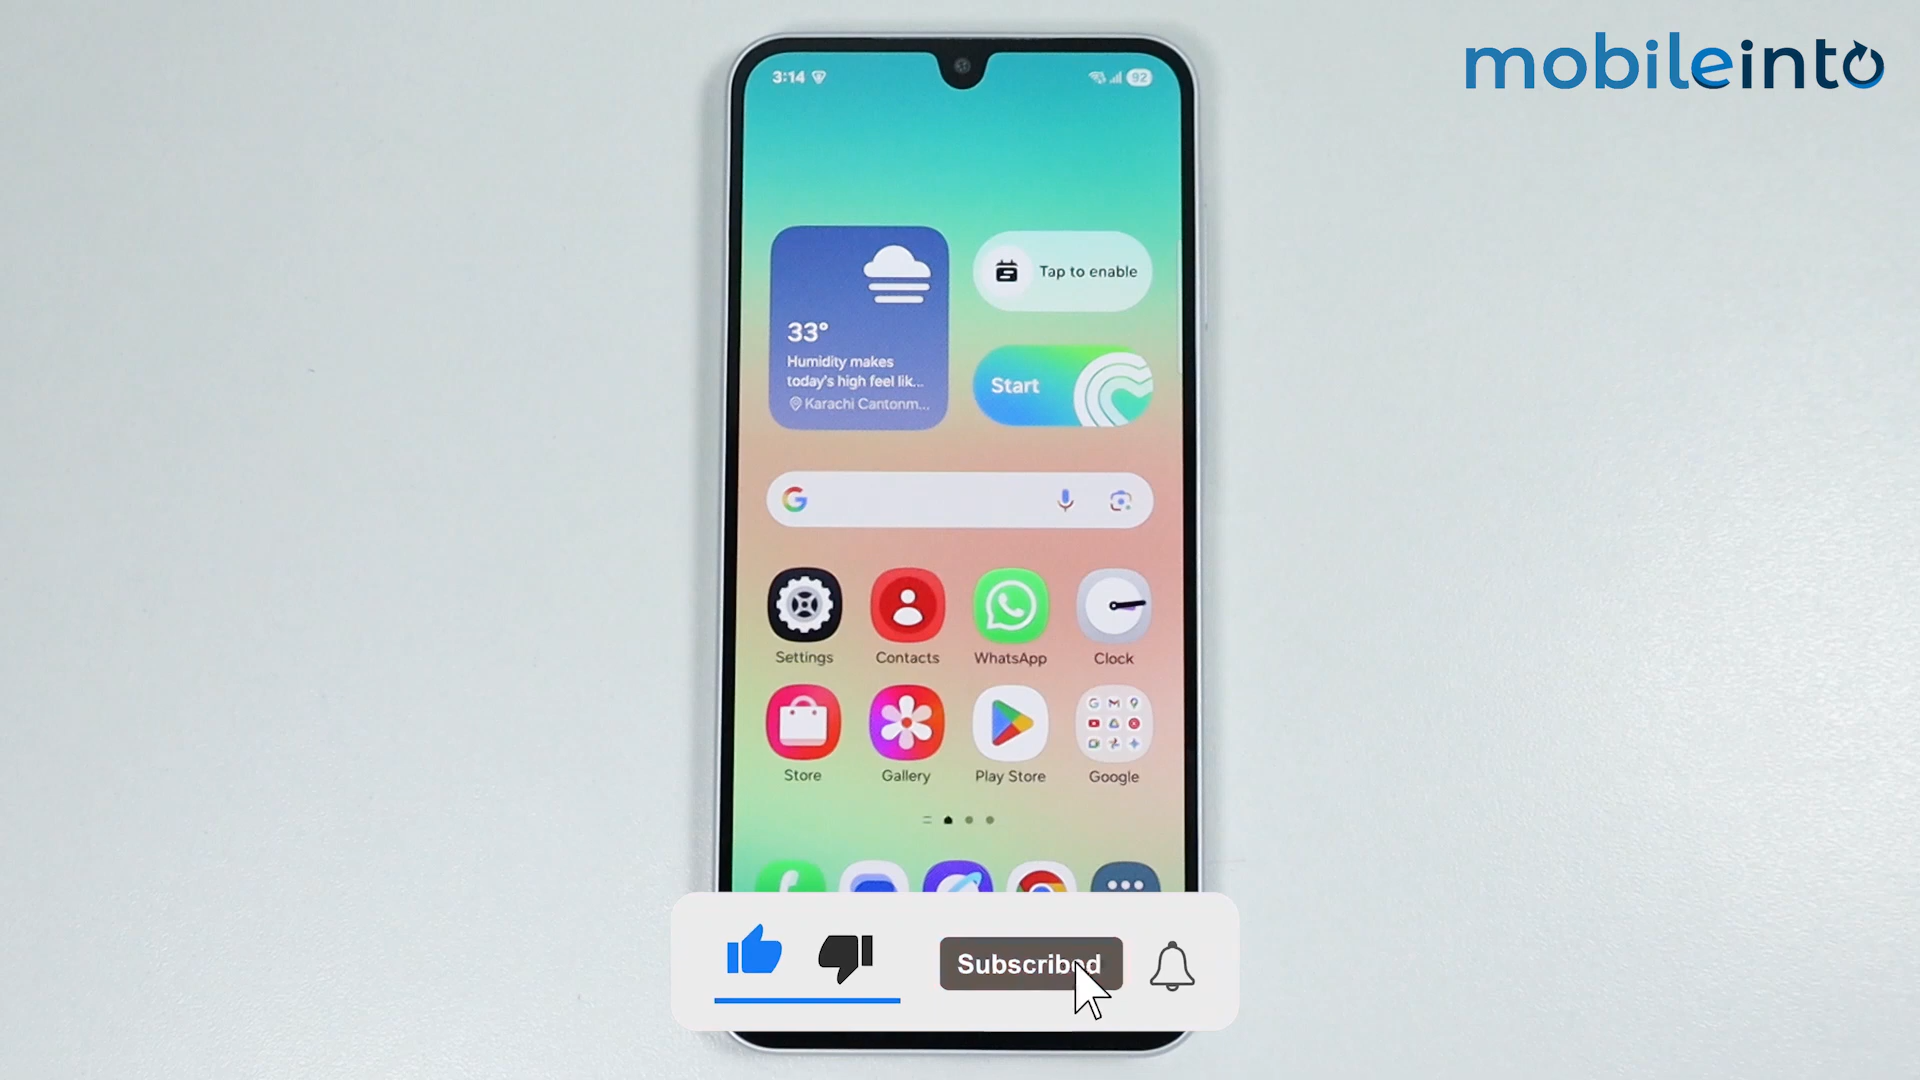 mobileinto
3:14
92
33°
Humidity makes
today's high feel lik...
Karachi Cantonm...
Tap to enable
Start
Settings
Contacts
WhatsApp
Clock
Store
Gallery
Play Store
Google
Subscribed